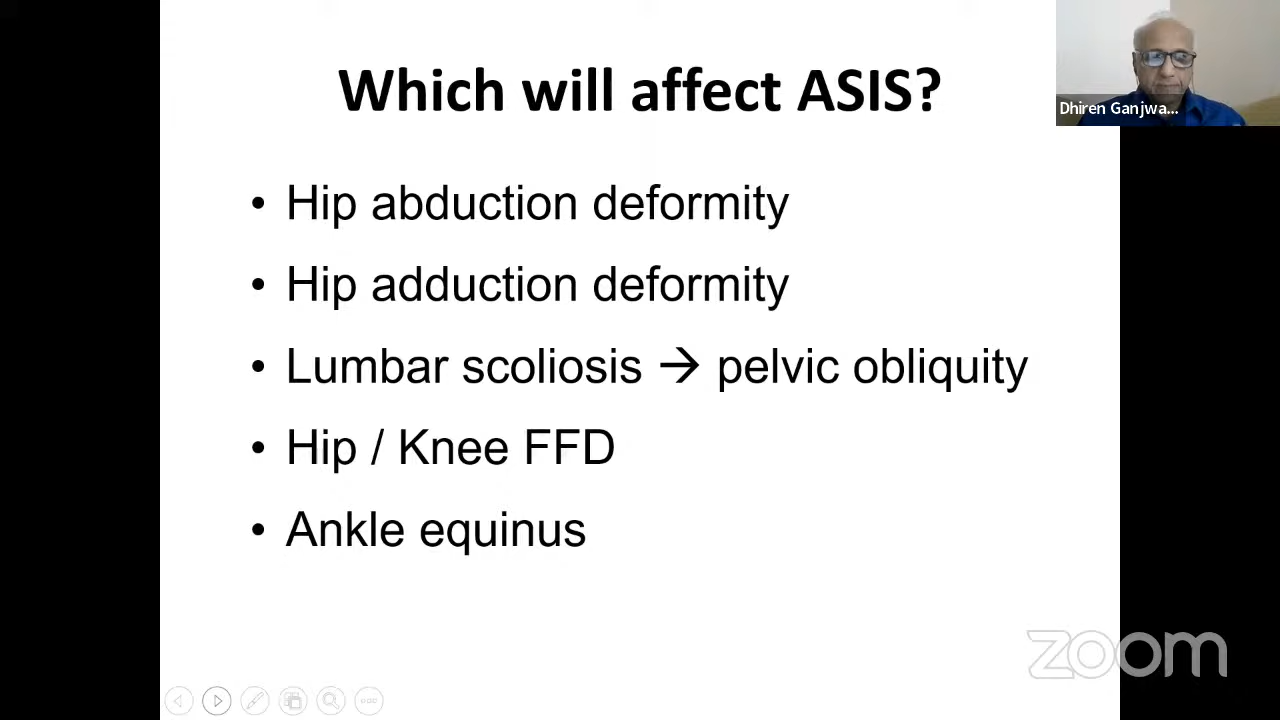 Which will affect ASIS?
Dhiren Ganjwa...
• Hip abduction deformity
• Hip adduction deformity
• Lumbar scoliosis → pelvic obliquity
• Hip / Knee FFD
• Ankle equinus
zoom